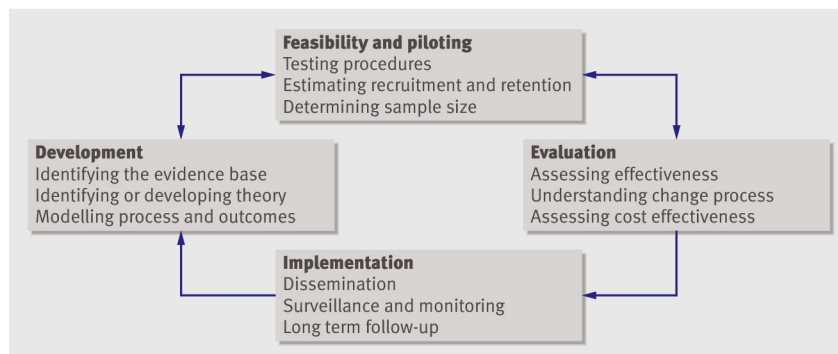 Feasibility and piloting
Testing procedures
Estimating recruitment and retention
Determining sample size
Development
Identifying the evidence base
Identifying or developing theory
Modelling process and outcomes
Evaluation
Assessing effectiveness
Understanding change process
Assessing cost effectiveness
Implementation
Dissemination
Surveillance and monitoring
Long term follow-up